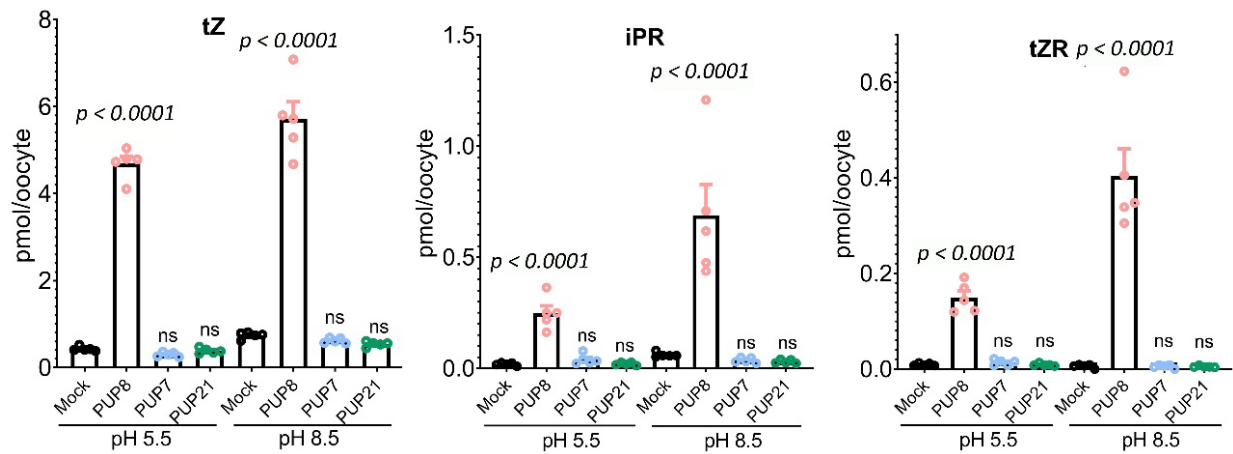 tZ
pmol/oocyte
8
6
4
2
0
p < 0.0001
p < 0.0001
ns
ns
ns
ns
Mock PUP8 PUP7 PUP21 Mock PUP8 PUP7 PUP21
pH 5.5 pH 8.5
iPR
pmol/oocyte
1.5
1.0
0.5
0.0
p < 0.0001
p < 0.0001
ns
ns
ns
ns
Mock PUP8 PUP7 PUP21 Mock PUP8 PUP7 PUP21
pH 5.5 pH 8.5
tZR
pmol/oocyte
0.6
0.4
0.2
0.0
p < 0.0001
p < 0.0001
ns
ns
ns
ns
Mock PUP8 PUP7 PUP21 Mock PUP8 PUP7 PUP21
pH 5.5 pH 8.5